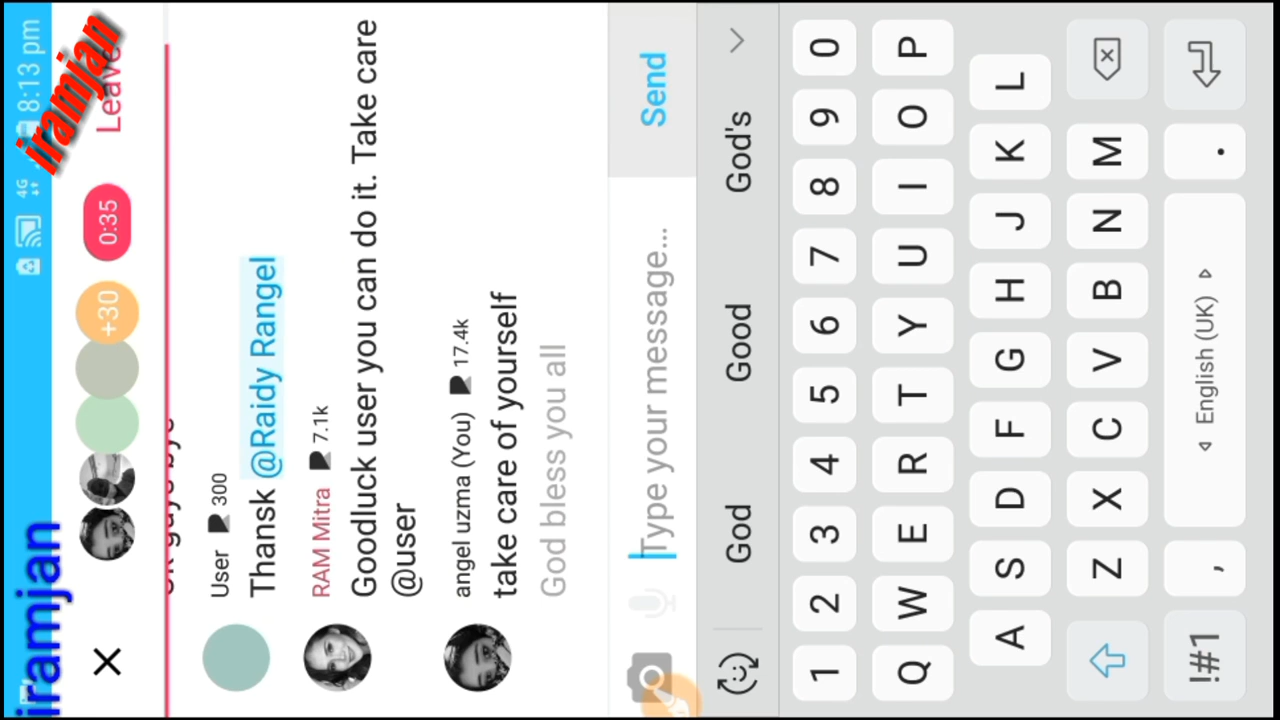 iramjan
iramjan
4G 8:13 pm
+30
0:35
Leave
User 300
Thansk @Raidy Rangel
RAM Mitra 7.1k
Goodluck user you can do it. Take care
@user
angel uzma (You) 17.4k
take care of yourself
God bless you all
Type your message...
Send
God Good God's
1 2 3 4 5 6 7 8 9 0
Q W E R T Y U I O P
A S D F G H J K L
Z X C V B N M
!#1 , English (UK) .